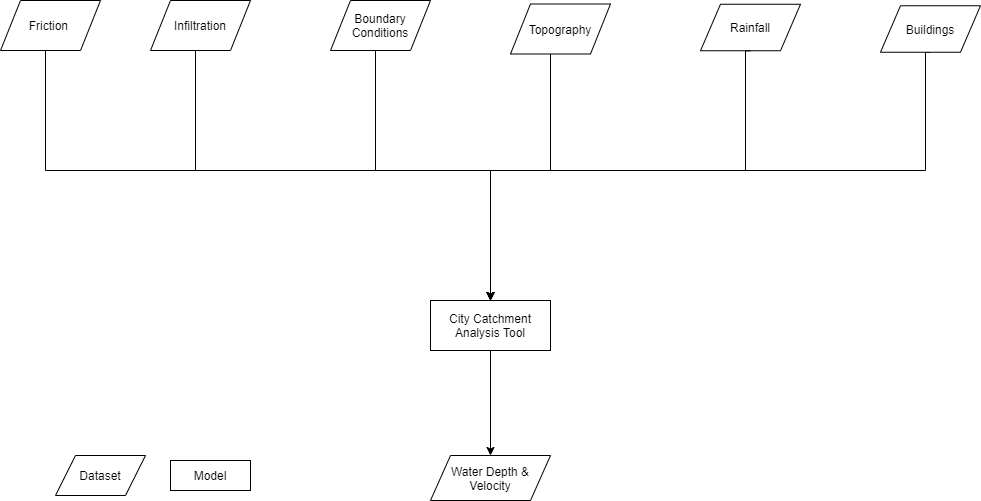 Friction
Infiltration
Boundary
Conditions
Topography
Rainfall
Buildings
City Catchment
Analysis Tool
Dataset
Model
Water Depth &
Velocity